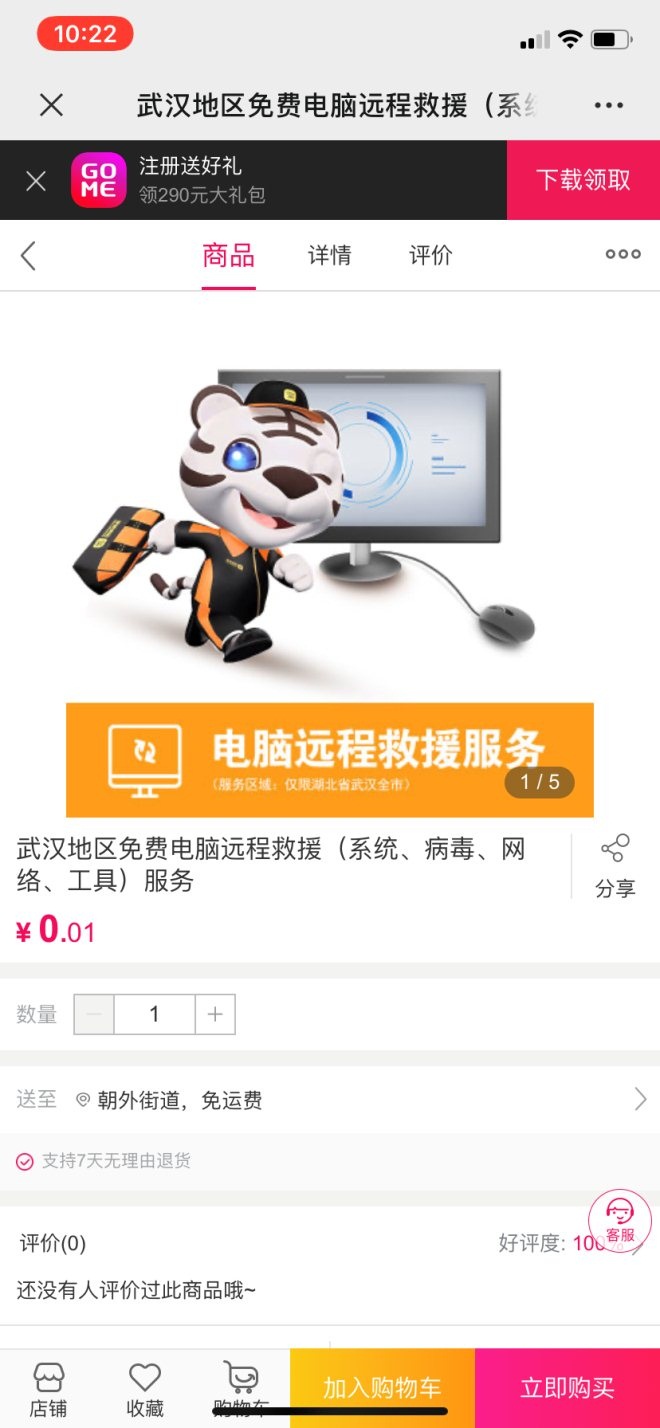 10:22
武汉地区免费电脑远程救援（系
GO
ME
注册送好礼
领290元大礼包
下载领取
商品
详情
评价
电脑远程救援服务
（服务区域：仅限湖北省武汉全市）
1 / 5
武汉地区免费电脑远程救援（系统、病毒、网
络、工具）服务
分享
¥ 0.01
数量
1
送至
朝外街道，免运费
支持7天无理由退货
评价(0)
好评度: 100%
客服
还没有人评价过此商品哦~
店铺
收藏
购物车
加入购物车
立即购买